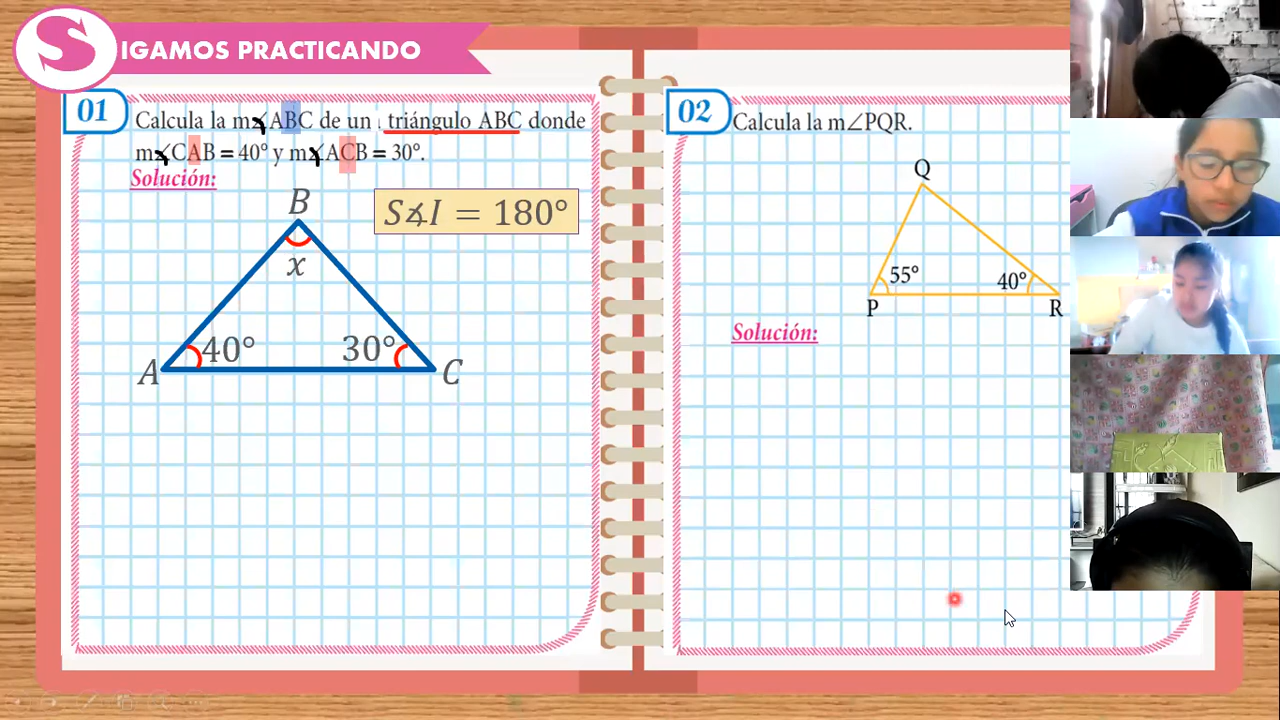 SIGAMOS PRACTICANDO
01
Calcula la m∡ABC de un triángulo ABC donde
m∡CAB = 40° y m∡ACB = 30°.
Solución:
S∡I = 180°
B
x
40°
30°
A
C
02
Calcula la m∠PQR.
Q
55°
40°
P
R
Solución: